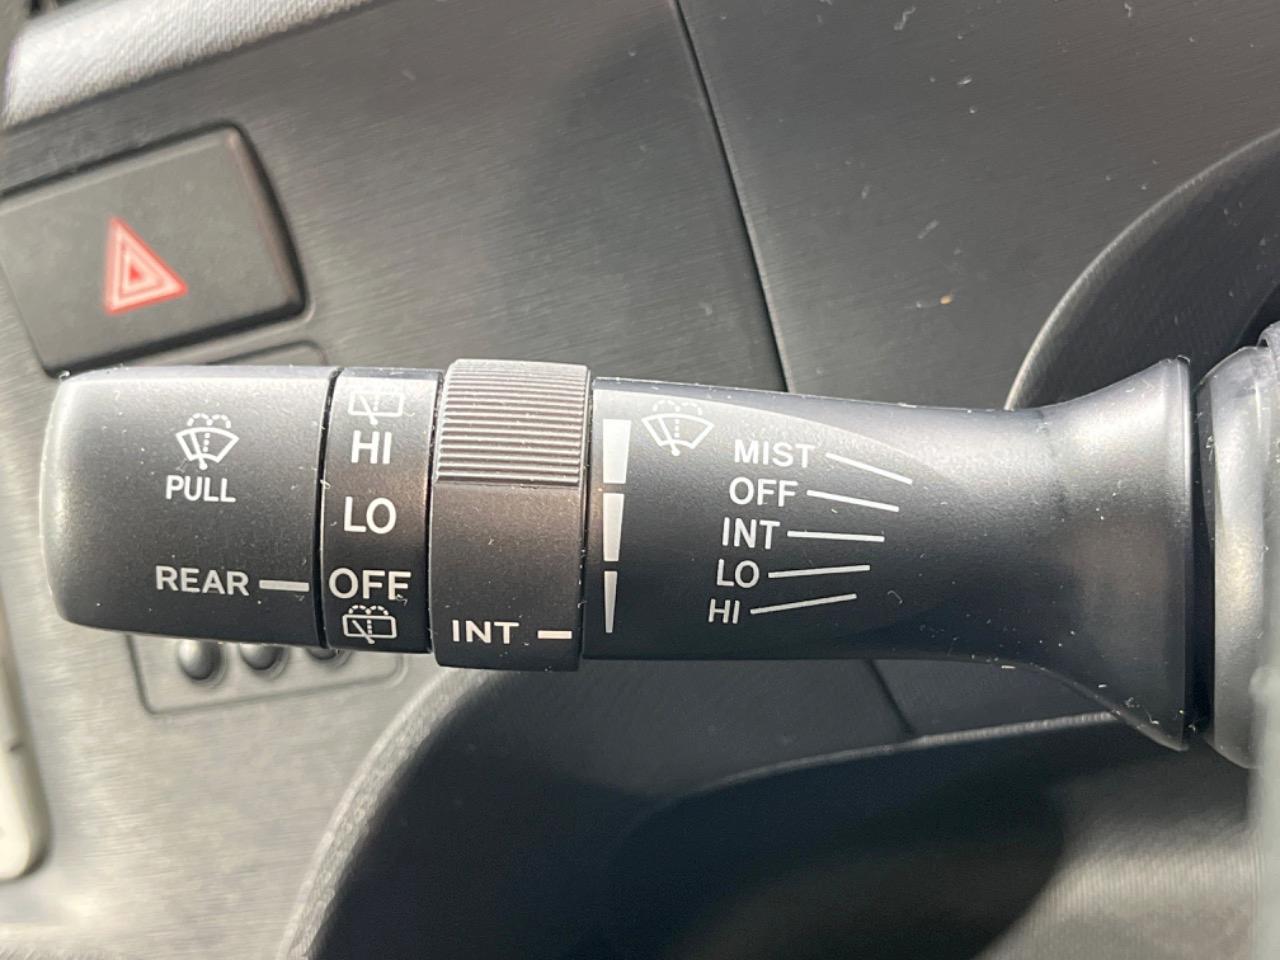 PULL
REAR
HI
LO
OFF
INT
MIST
OFF
INT
LO
HI